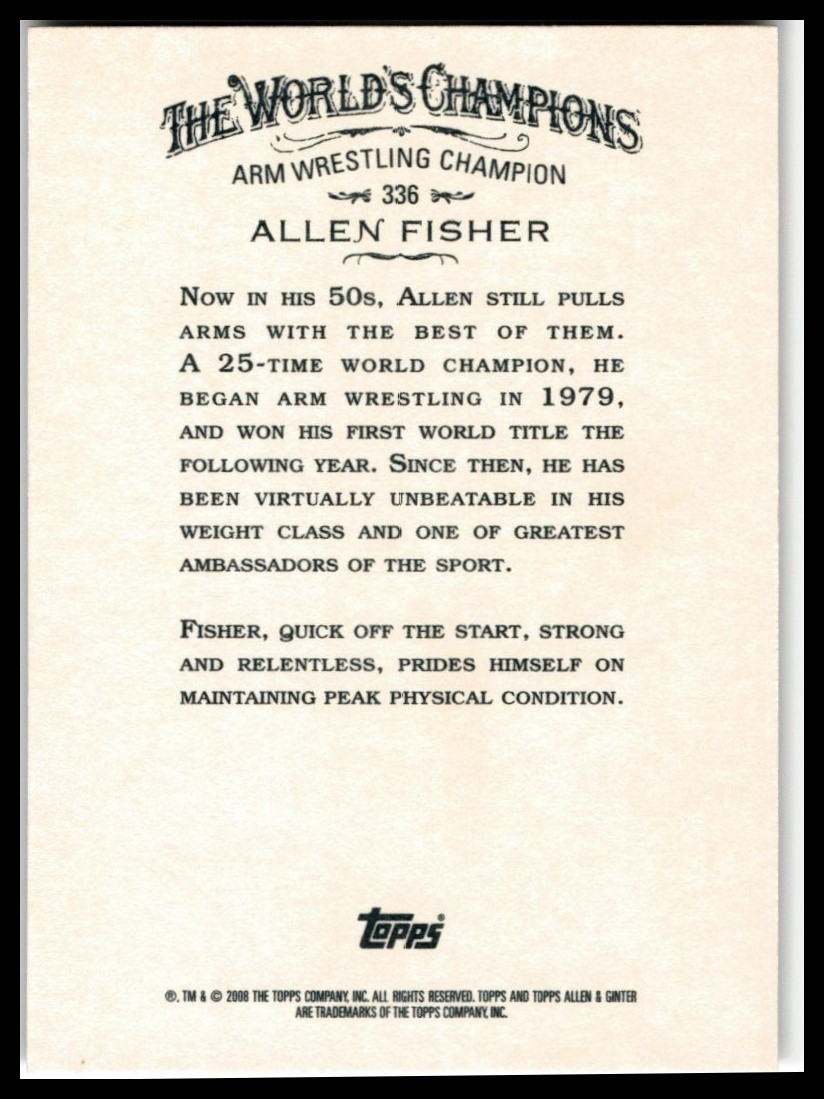 THE WORLD'S CHAMPIONS
ARM WRESTLING CHAMPION
336
ALLEN FISHER
NOW IN HIS 50S, ALLEN STILL PULLS
ARMS WITH THE BEST OF THEM.
A 25-TIME WORLD CHAMPION, HE
BEGAN ARM WRESTLING IN 1979,
AND WON HIS FIRST WORLD TITLE THE
FOLLOWING YEAR. SINCE THEN, HE HAS
BEEN VIRTUALLY UNBEATABLE IN HIS
WEIGHT CLASS AND ONE OF GREATEST
AMBASSADORS OF THE SPORT.
FISHER, QUICK OFF THE START, STRONG
AND RELENTLESS, PRIDES HIMSELF ON
MAINTAINING PEAK PHYSICAL CONDITION.
TOPPS®
®, TM & © 2008 THE TOPPS COMPANY, INC. ALL RIGHTS RESERVED. TOPPS AND TOPPS ALLEN & GINTER
ARE TRADEMARKS OF THE TOPPS COMPANY, INC.